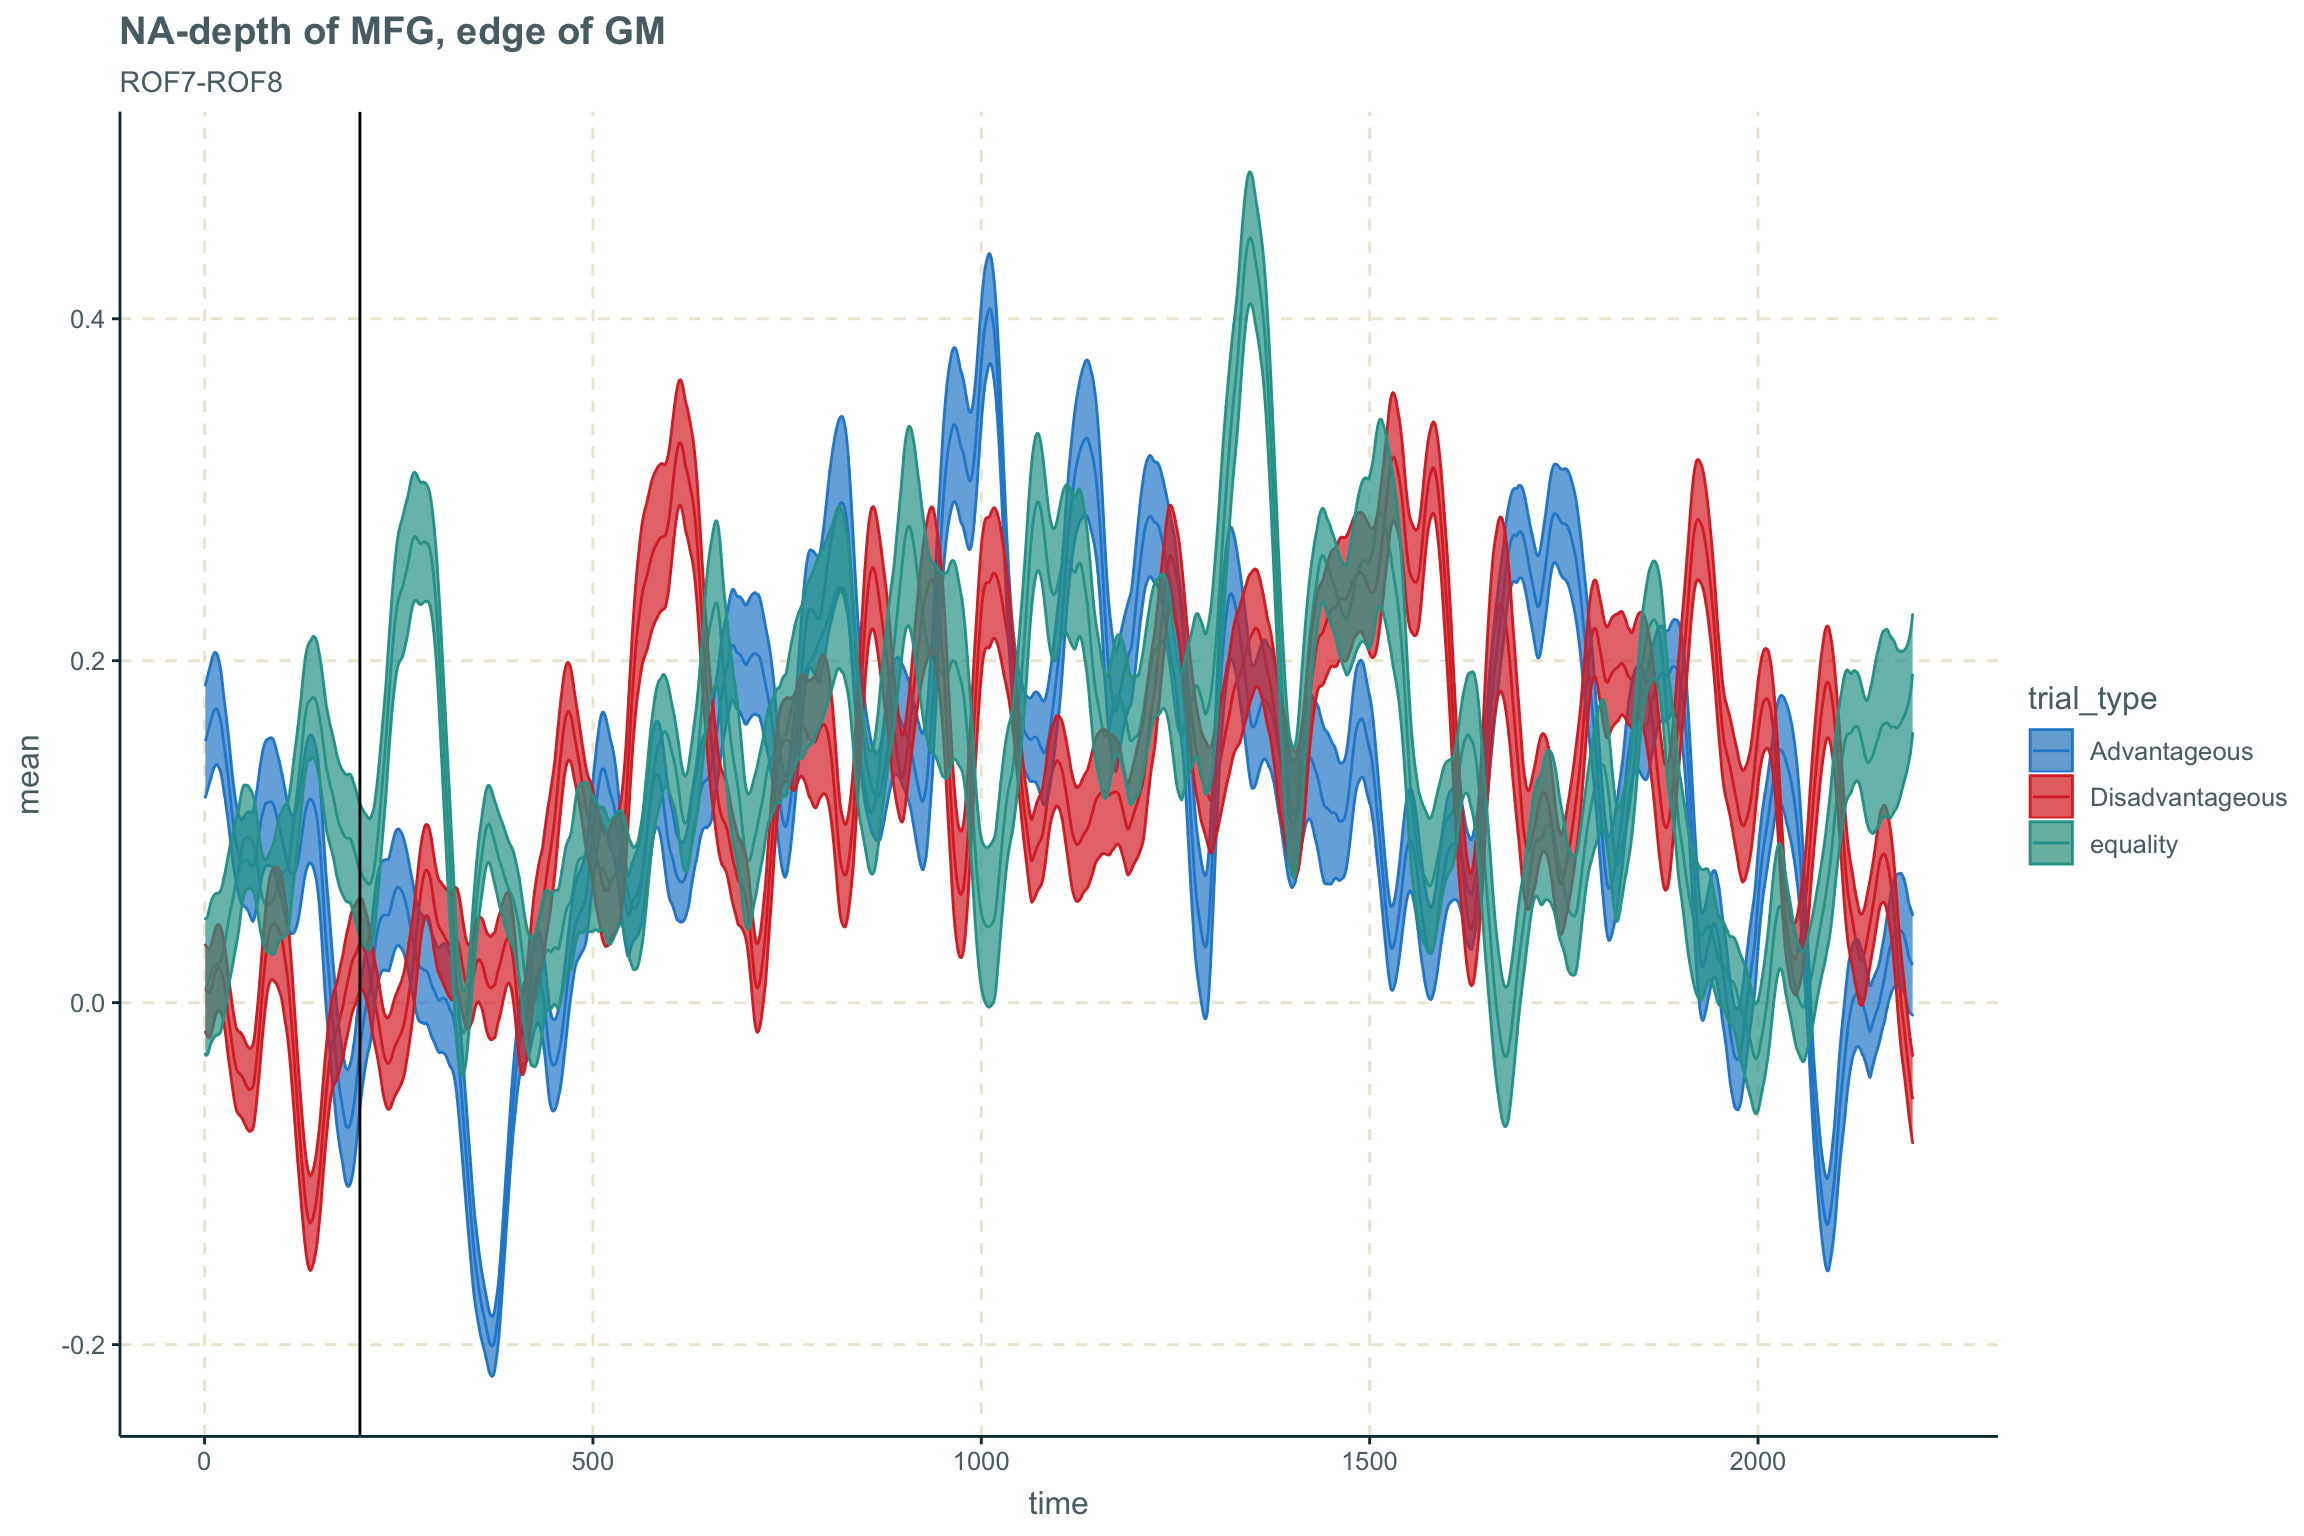 NA-depth of MFG, edge of GM
ROF7-ROF8
mean
0.4
0.2
0.0
-0.2
0
500
1000
1500
2000
time
trial_type
Advantageous
Disadvantageous
equality